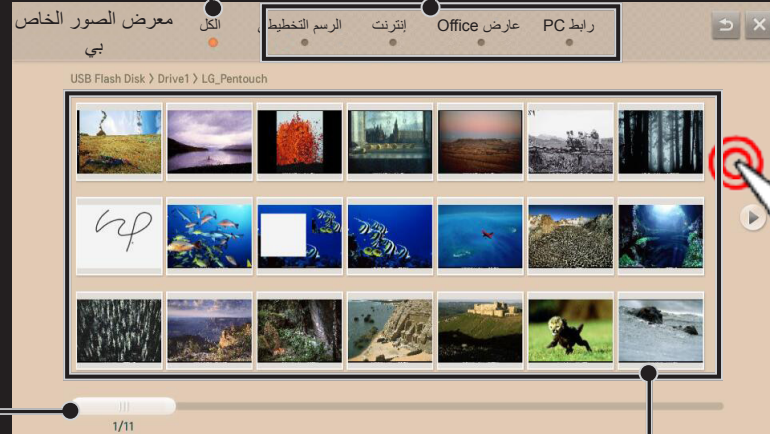 معرض الصور الخاص
بي
الكل
الرسم التخطيطي
إنترنت
عارض Office
رابط PC
USB Flash Disk > Drive1 > LG_Pentouch
1/11